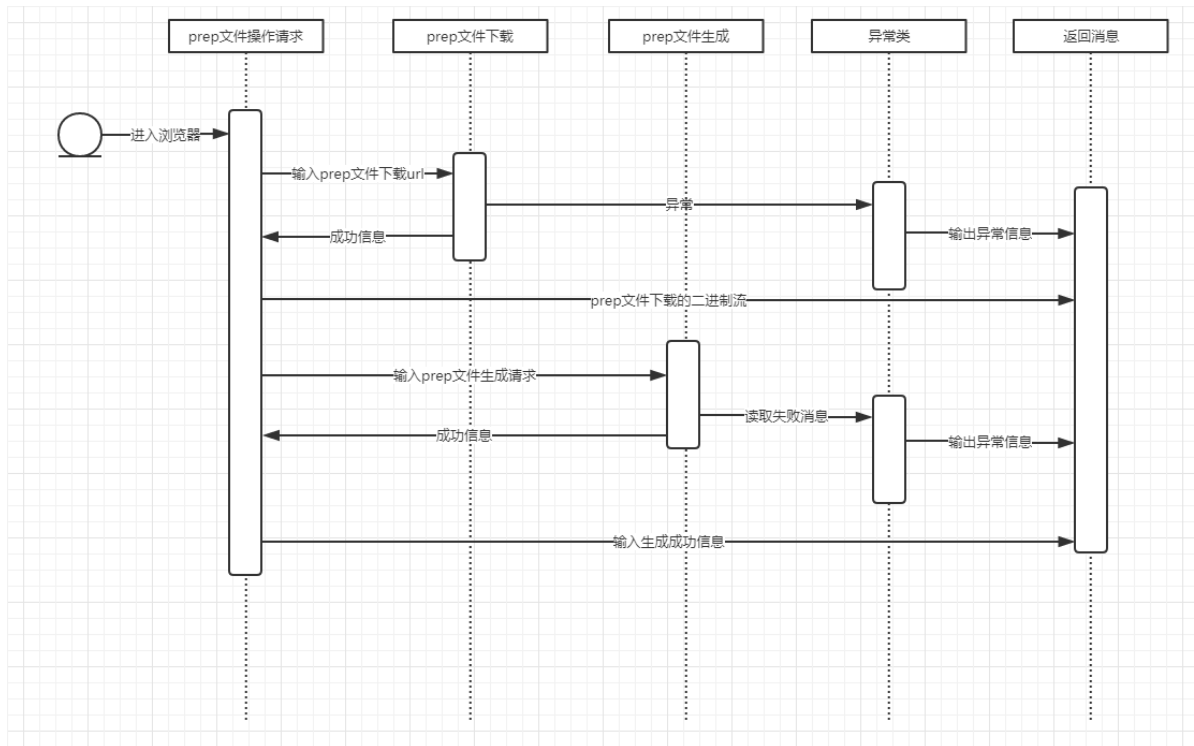 prep文件操作请求
prep文件下载
prep文件生成
异常类
返回消息
进入浏览器
输入prep文件下载url
异常
成功信息
输出异常信息
prep文件下载的二进制流
输入prep文件生成请求
读取失败消息
成功信息
输出异常信息
输入生成成功信息